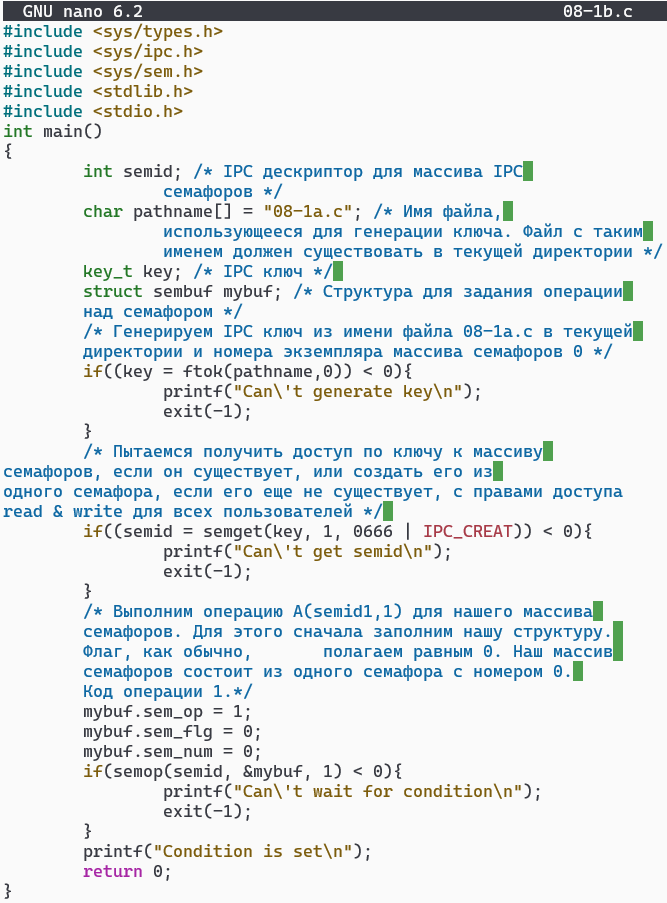 GNU nano 6.2 08-1b.c
#include <sys/types.h>
#include <sys/ipc.h>
#include <sys/sem.h>
#include <stdlib.h>
#include <stdio.h>
int main()
{
        int semid; /* IPC дескриптор для массива IPC
                семафоров */
        char pathname[] = "08-1a.c"; /* Имя файла,
                использующееся для генерации ключа. Файл с таким
                именем должен существовать в текущей директории */
        key_t key; /* IPC ключ */
        struct sembuf mybuf; /* Структура для задания операции
        над семафором */
        /* Генерируем IPC ключ из имени файла 08-1a.c в текущей
        директории и номера экземпляра массива семафоров 0 */
        if((key = ftok(pathname,0)) < 0){
                printf("Can\'t generate key\n");
                exit(-1);
        }
        /* Пытаемся получить доступ по ключу к массиву
семафоров, если он существует, или создать его из
одного семафора, если его еще не существует, с правами доступа
read & write для всех пользователей */
        if((semid = semget(key, 1, 0666 | IPC_CREAT)) < 0){
                printf("Can\'t get semid\n");
                exit(-1);
        }
        /* Выполним операцию A(semid1,1) для нашего массива
        семафоров. Для этого сначала заполним нашу структуру.
        Флаг, как обычно,       полагаем равным 0. Наш массив
        семафоров состоит из одного семафора с номером 0.
        Код операции 1.*/
        mybuf.sem_op = 1;
        mybuf.sem_flg = 0;
        mybuf.sem_num = 0;
        if(semop(semid, &mybuf, 1) < 0){
                printf("Can\'t wait for condition\n");
                exit(-1);
        }
        printf("Condition is set\n");
        return 0;
}